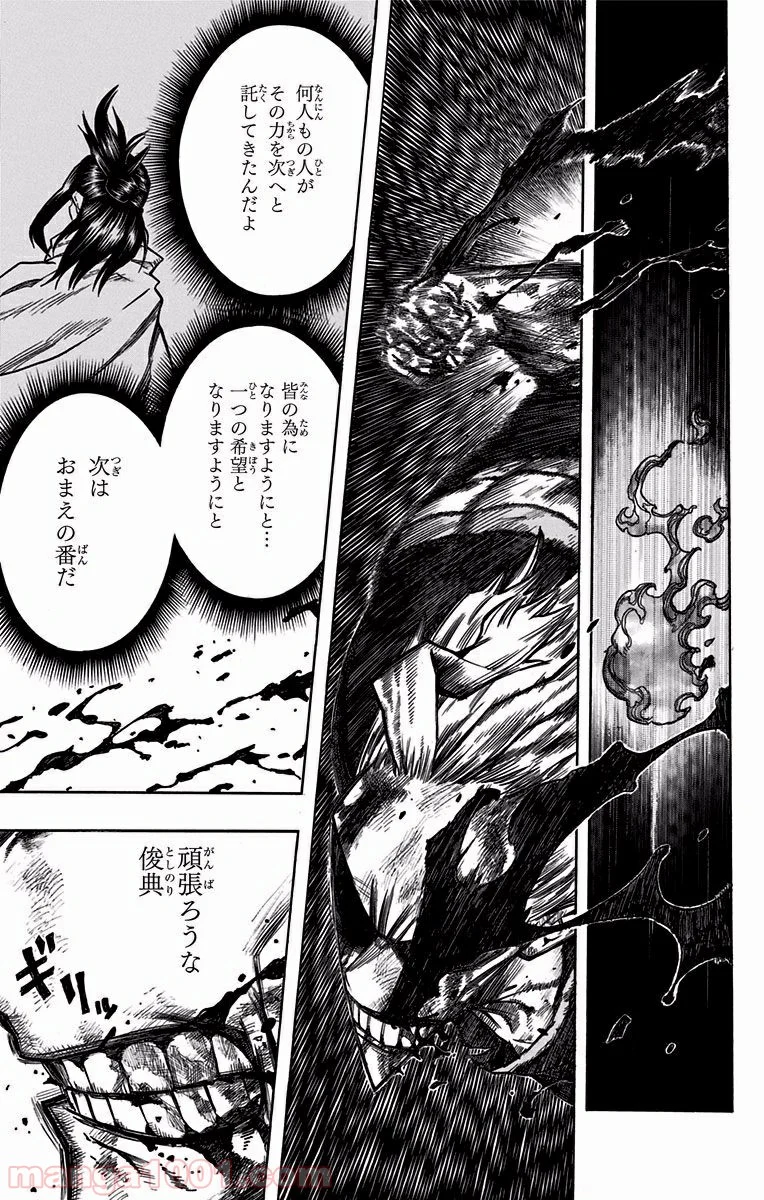 何人もの人が
その力を次へと
託してきたんだよ
皆の為に
なりますようにと…
一つの希望と
なりますようにと
次は
おまえの番だ
頑張ろうな
俊典
ギリッ
manga1001.com